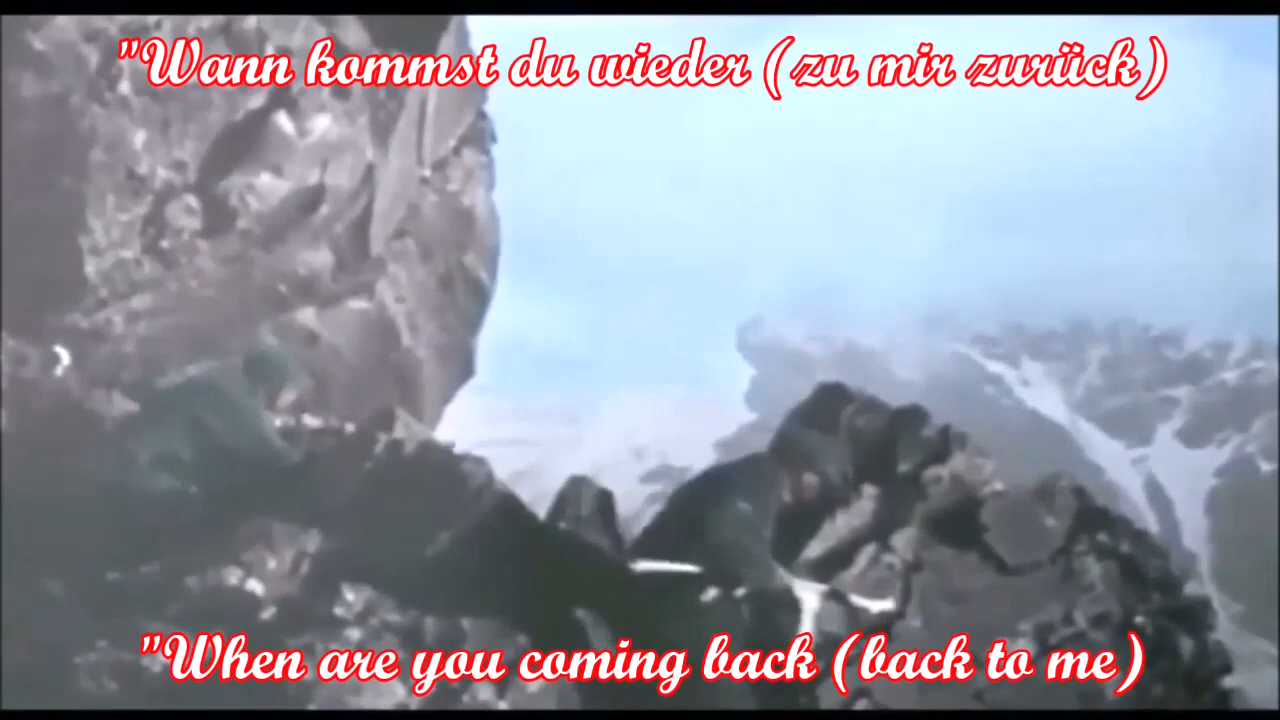 "Wann kommst du wieder (zu mir zurück)
"When are you coming back (back to me)